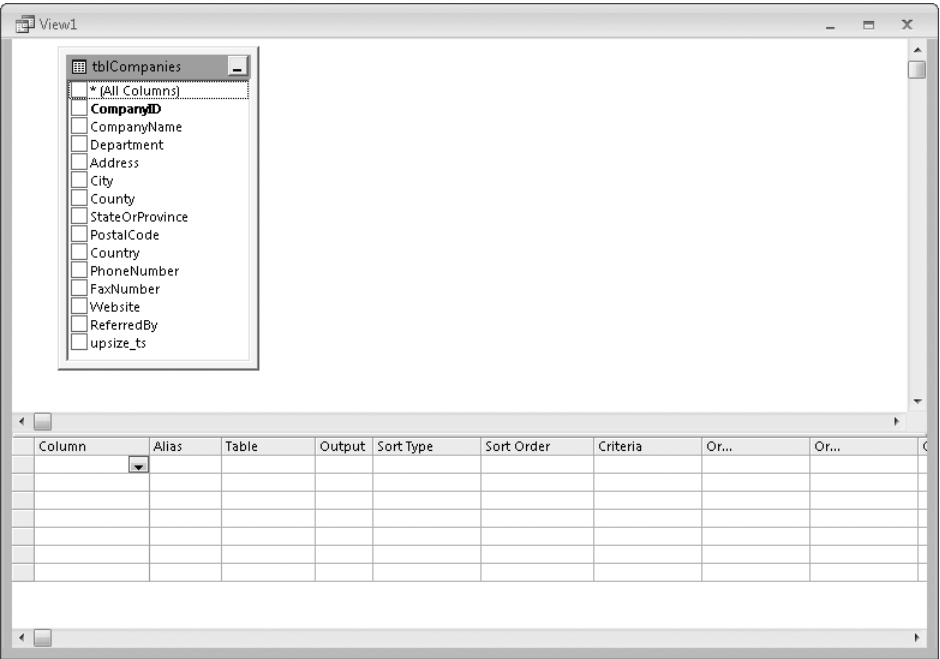 View1
tblCompanies
* (All Columns)
CompanyID
CompanyName
Department
Address
City
County
StateOrProvince
PostalCode
Country
PhoneNumber
FaxNumber
Website
ReferredBy
upsize_ts
Column Alias Table Output Sort Type Sort Order Criteria Or... Or...